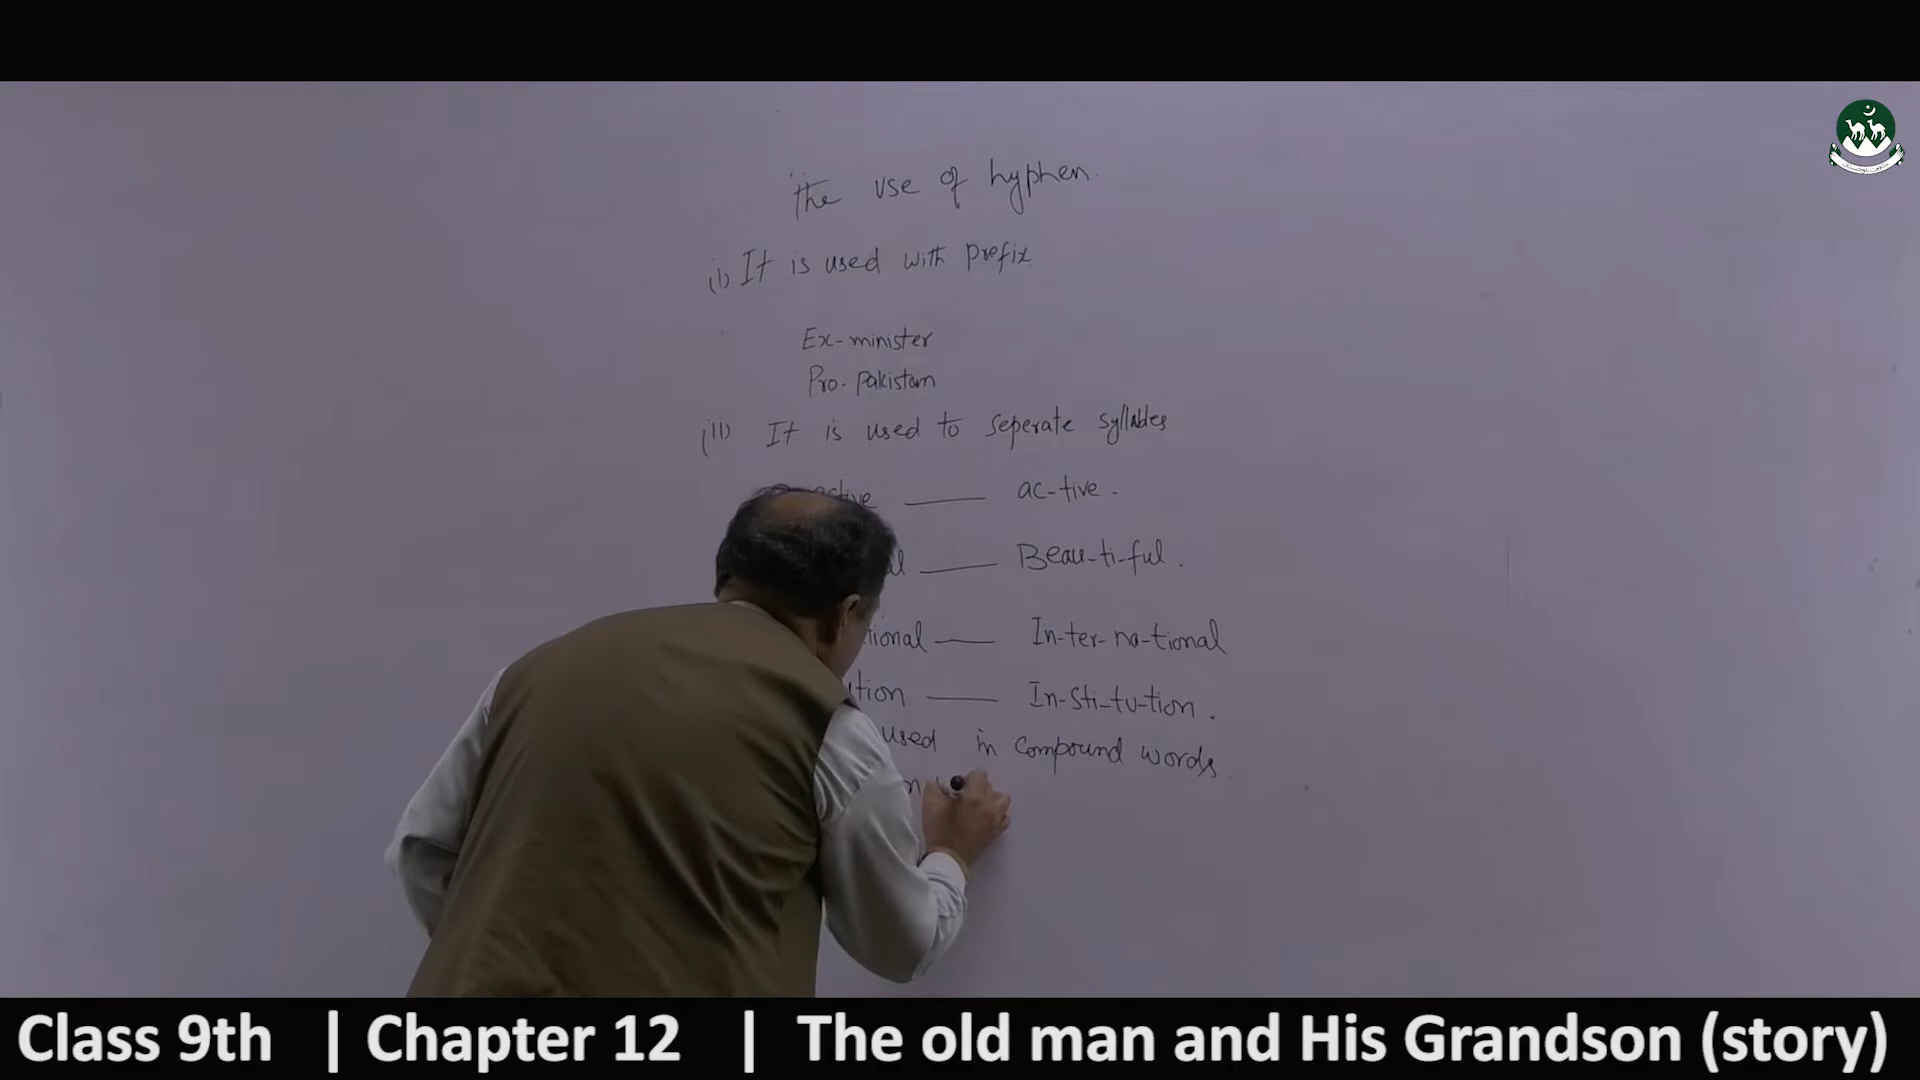 The use of hyphen.
(i) It is used with prefix
Ex-minister
Pro-Pakistan
(ii) It is used to seperate syllables
active —— ac-tive.
—— Beau-ti-ful.
tional —— In-ter-na-tional
ution —— In-sti-tu-tion.
used in compound words.
Class 9th | Chapter 12 | The old man and His Grandson (story)